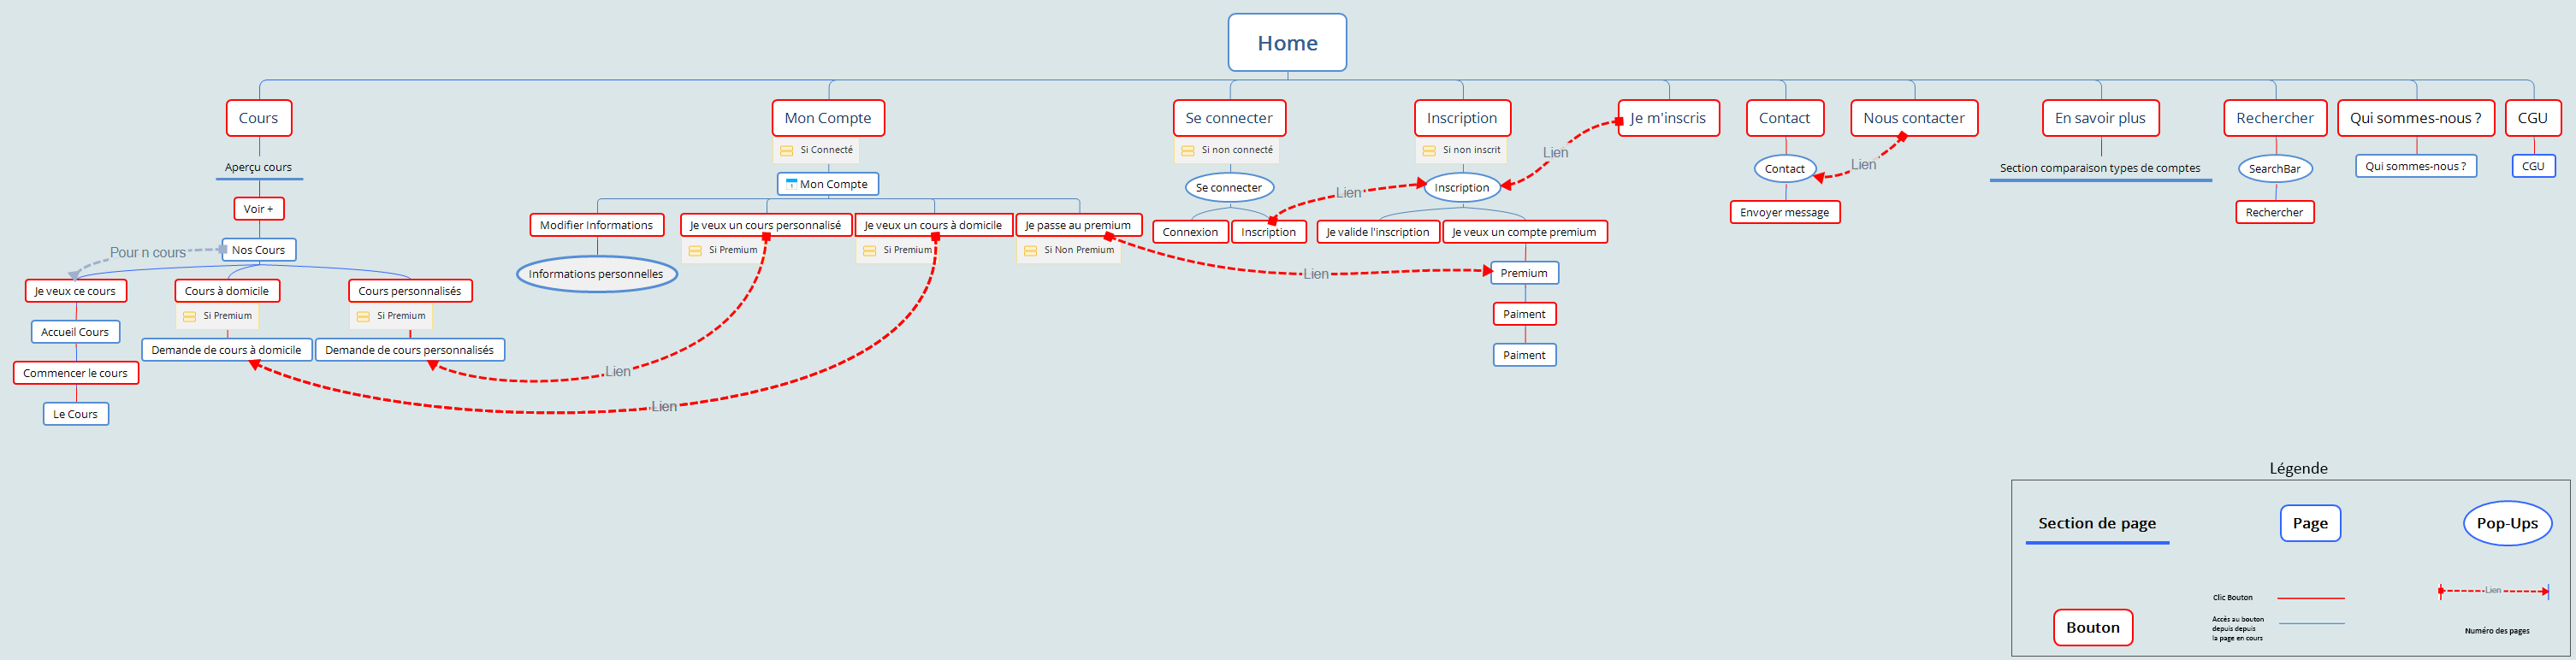 Home
Cours
Mon Compte
Se connecter
Inscription
Je m'inscris
Contact
Nous contacter
En savoir plus
Rechercher
Qui sommes-nous ?
CGU
Si Connecté
Si non connecté
Si non inscrit
Lien
Lien
Aperçu cours
Mon Compte
Se connecter
Inscription
Contact
Section comparaison types de comptes
SearchBar
Qui sommes-nous ?
CGU
Lien
Voir +
Modifier Informations
Je veux un cours personnalisé
Je veux un cours à domicile
Je passe au premium
Connexion
Inscription
Je valide l'inscription
Je veux un compte premium
Envoyer message
Rechercher
Pour n cours
Nos Cours
Si Premium
Si Premium
Si Non Premium
Informations personnelles
Lien
Premium
Je veux ce cours
Cours à domicile
Cours personnalisés
Si Premium
Si Premium
Paiment
Accueil Cours
Demande de cours à domicile
Demande de cours personnalisés
Paiment
Commencer le cours
Lien
Le Cours
Lien
Légende
Section de page
Page
Pop-Ups
Clic Bouton
Lien
Bouton
Accès au bouton
depuis depuis
la page en cours
Numéro des pages